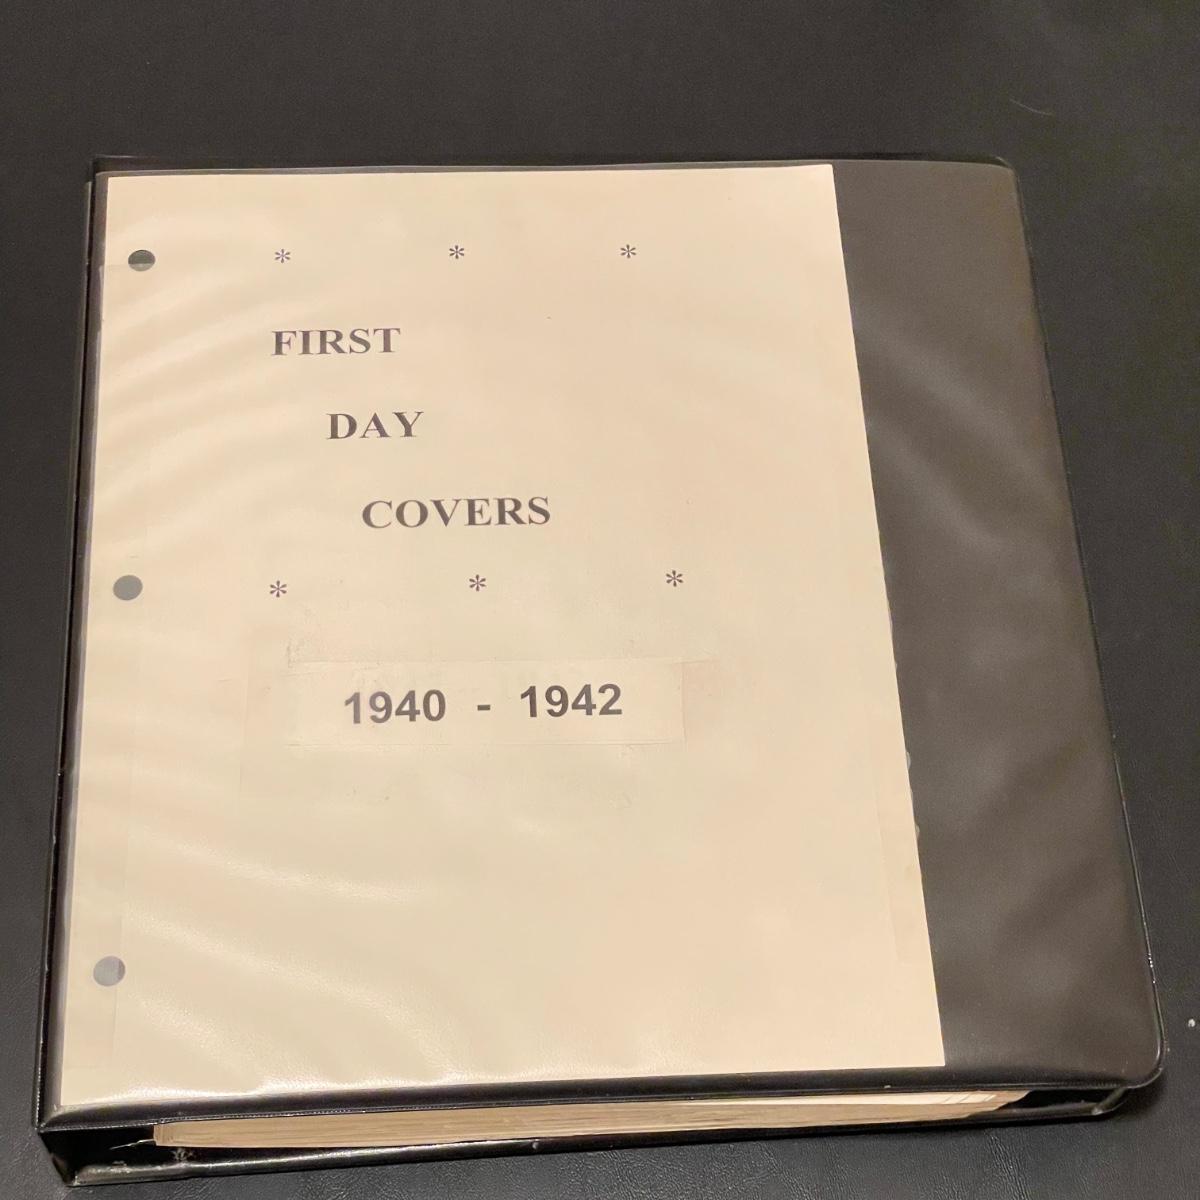 * * *
FIRST
DAY
COVERS
* * *
1940 - 1942